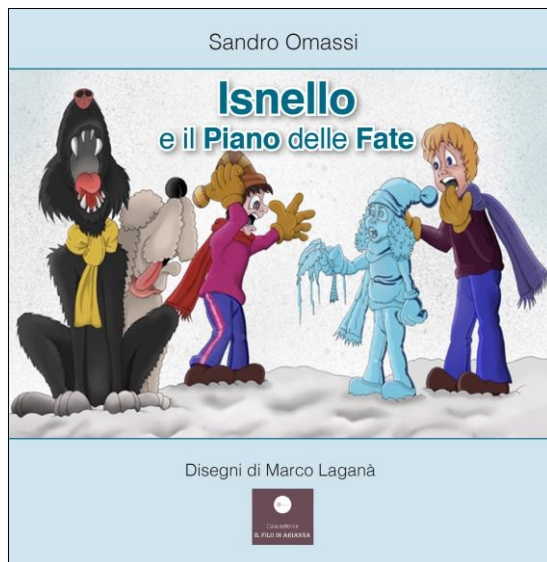 Sandro Omassi
Isnello
e il Piano delle Fate
Disegni di Marco Laganà
Casa editrice
IL FILO DI ARIANNA